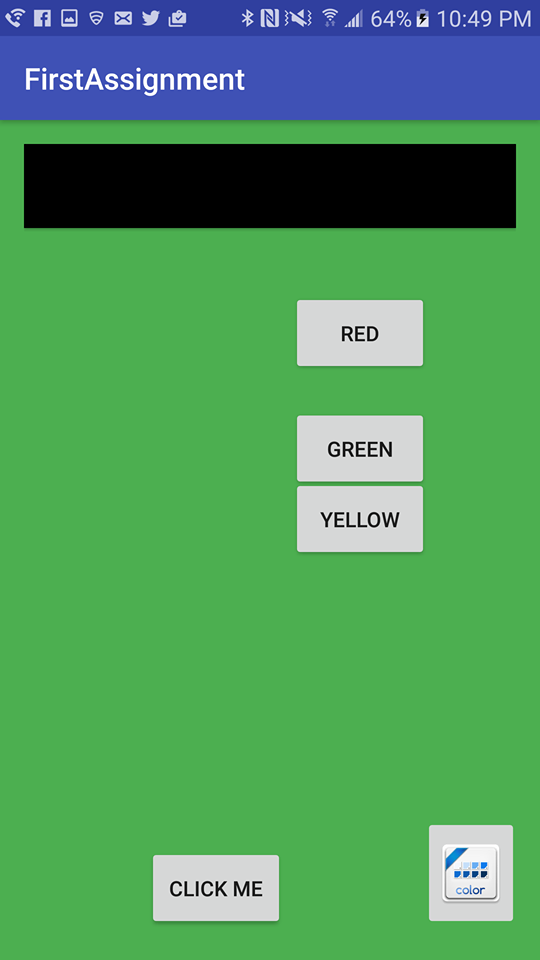 64% 10:49 PM
FirstAssignment
RED
GREEN
YELLOW
CLICK ME
color